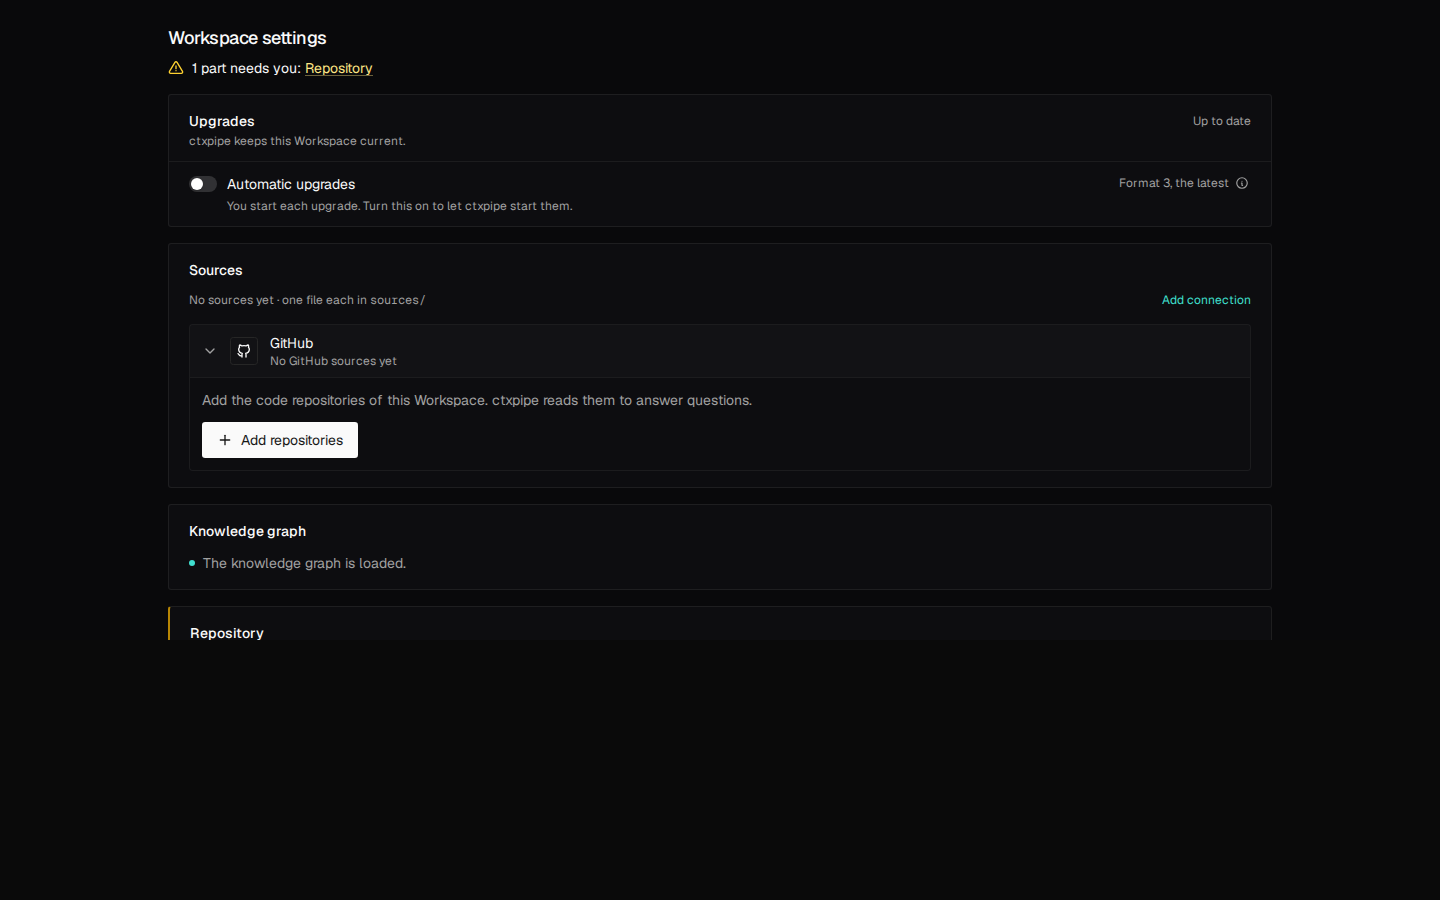 Workspace settings
1 part needs you: Repository
Upgrades
Up to date
ctxpipe keeps this Workspace current.
Automatic upgrades
Format 3, the latest
You start each upgrade. Turn this on to let ctxpipe start them.
Sources
No sources yet · one file each in sources/
Add connection
GitHub
No GitHub sources yet
Add the code repositories of this Workspace. ctxpipe reads them to answer questions.
Add repositories
Knowledge graph
The knowledge graph is loaded.
Repository